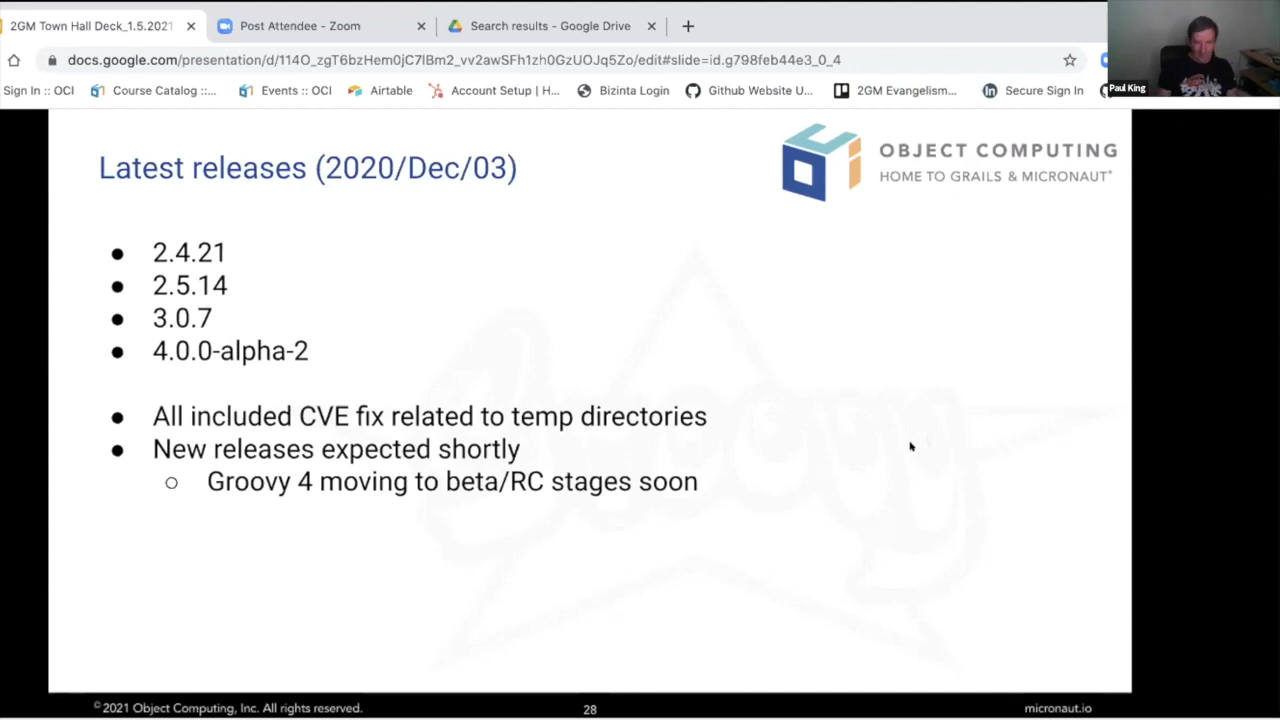 2GM Town Hall Deck_1.5.2021
Post Attendee - Zoom
Search results - Google Drive
docs.google.com/presentation/d/114O_zgT6bzHem0jC7lBm2_vv2awSFh1zh0GzUOJq5Zo/edit#slide=id.g798feb44e3_0_4
Sign In :: OCI
Course Catalog ::...
Events :: OCI
Airtable
Account Setup | H...
Bizinta Login
Github Website U...
2GM Evangelism...
Secure Sign In
Paul King
Latest releases (2020/Dec/03)
OBJECT COMPUTING
HOME TO GRAILS & MICRONAUT®
● 2.4.21
● 2.5.14
● 3.0.7
● 4.0.0-alpha-2
● All included CVE fix related to temp directories
● New releases expected shortly
○ Groovy 4 moving to beta/RC stages soon
Groovy
© 2021 Object Computing, Inc. All rights reserved.
28
micronaut.io